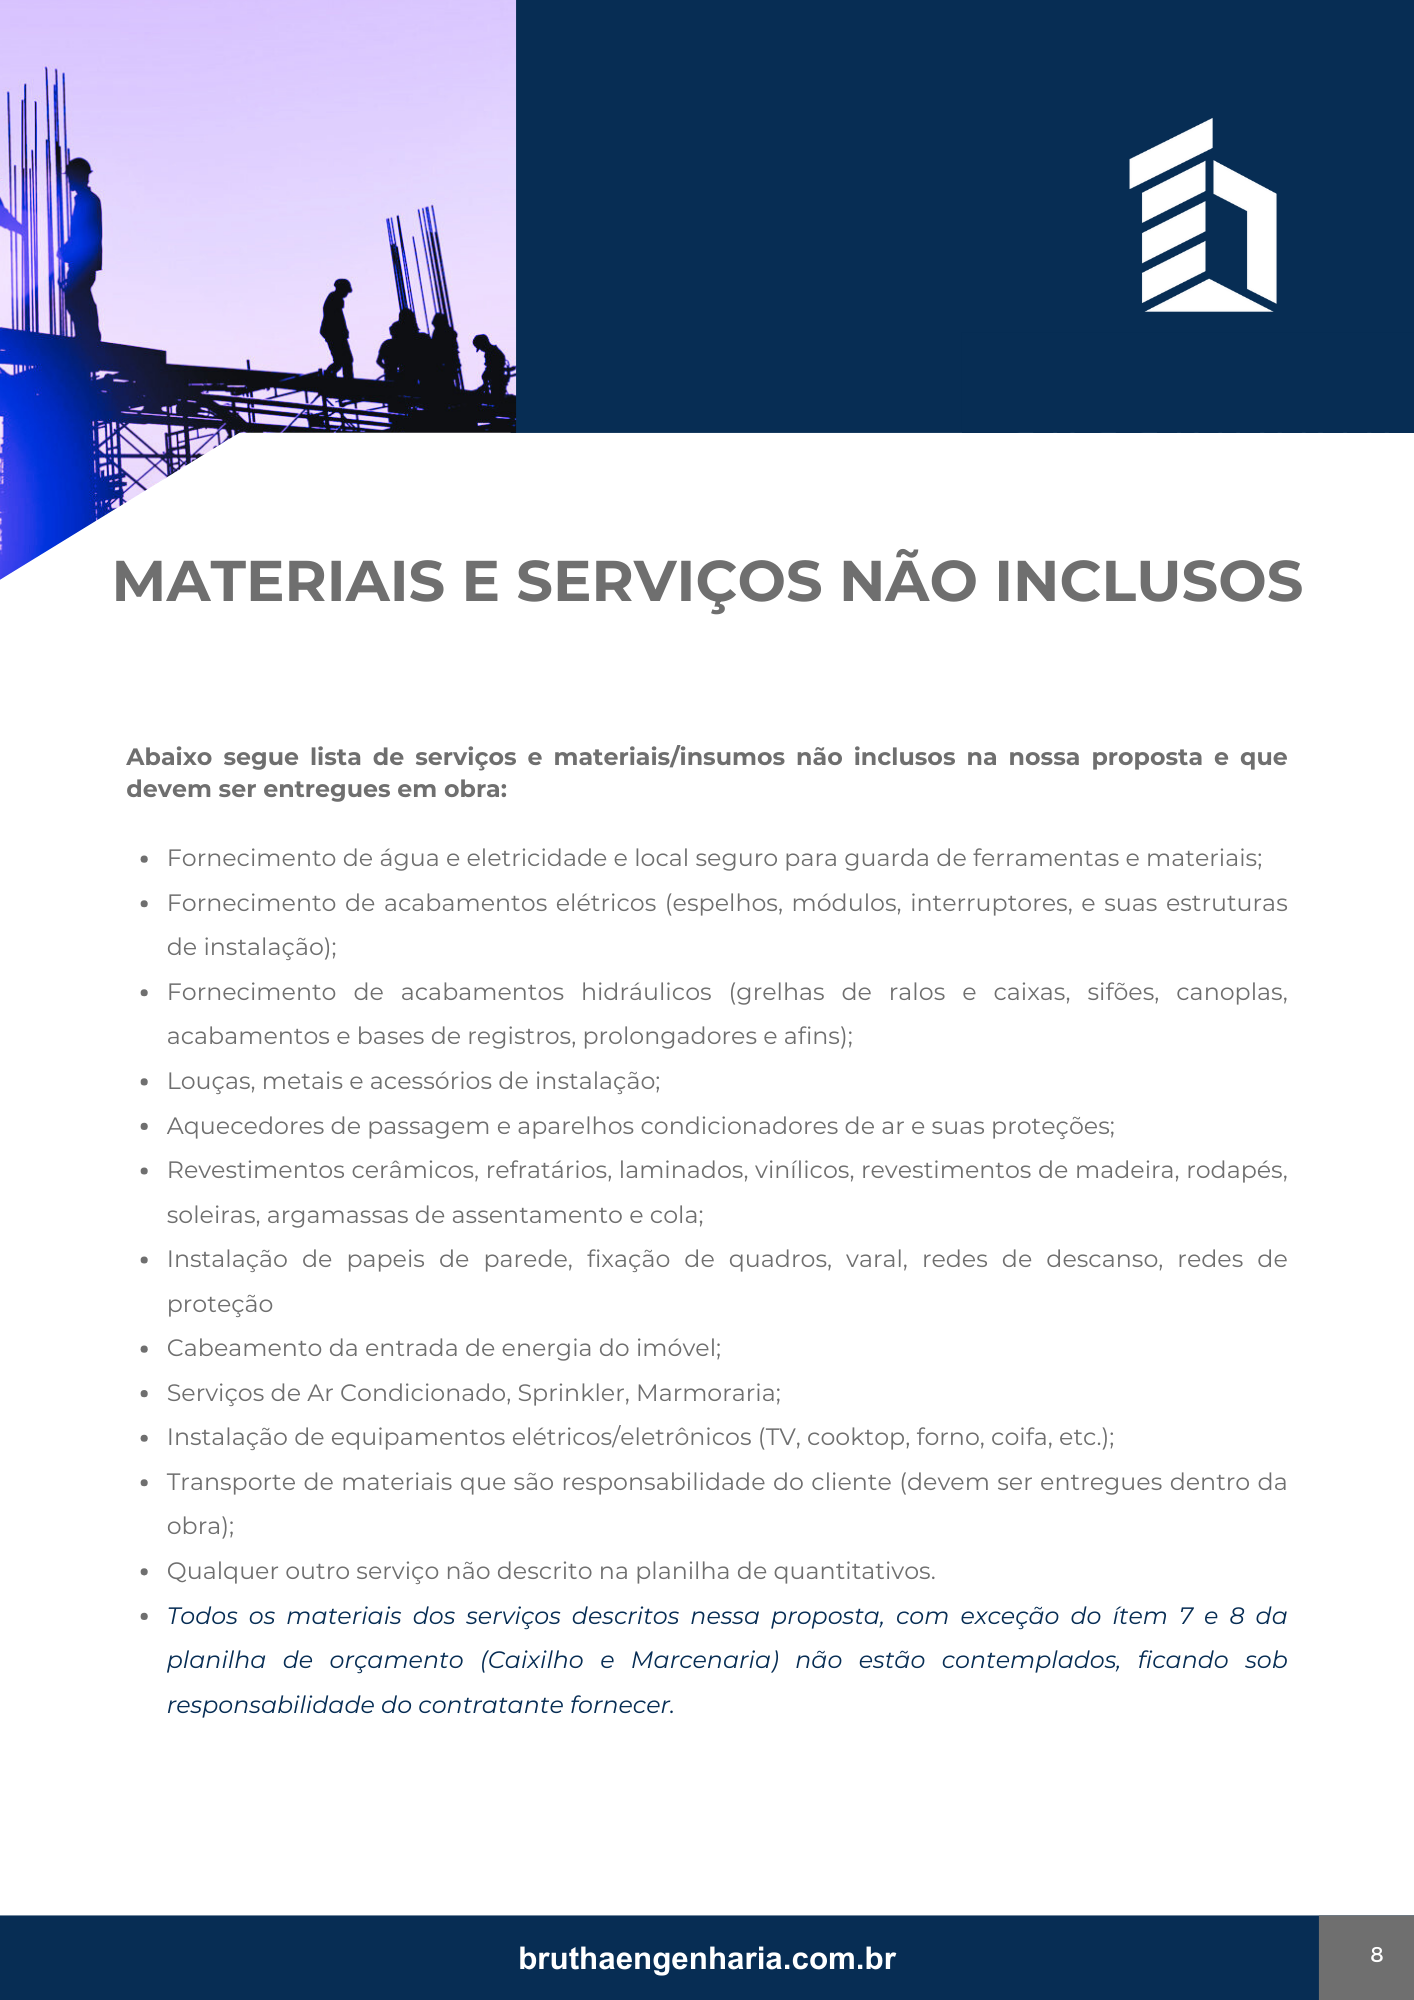 MATERIAIS E SERVIÇOS NÃO INCLUSOS
Abaixo segue lista de serviços e materiais/insumos não inclusos na nossa proposta e que
devem ser entregues em obra:
• Fornecimento de água e eletricidade e local seguro para guarda de ferramentas e materiais;
• Fornecimento de acabamentos elétricos (espelhos, módulos, interruptores, e suas estruturas
de instalação);
• Fornecimento de acabamentos hidráulicos (grelhas de ralos e caixas, sifões, canoplas,
acabamentos e bases de registros, prolongadores e afins);
• Louças, metais e acessórios de instalação;
• Aquecedores de passagem e aparelhos condicionadores de ar e suas proteções;
• Revestimentos cerâmicos, refratários, laminados, vinílicos, revestimentos de madeira, rodapés,
soleiras, argamassas de assentamento e cola;
• Instalação de papeis de parede, fixação de quadros, varal, redes de descanso, redes de
proteção
• Cabeamento da entrada de energia do imóvel;
• Serviços de Ar Condicionado, Sprinkler, Marmoraria;
• Instalação de equipamentos elétricos/eletrônicos (TV, cooktop, forno, coifa, etc.);
• Transporte de materiais que são responsabilidade do cliente (devem ser entregues dentro da
obra);
• Qualquer outro serviço não descrito na planilha de quantitativos.
• Todos os materiais dos serviços descritos nessa proposta, com exceção do ítem 7 e 8 da
planilha de orçamento (Caixilho e Marcenaria) não estão contemplados, ficando sob
responsabilidade do contratante fornecer.
bruthaengenharia.com.br
8